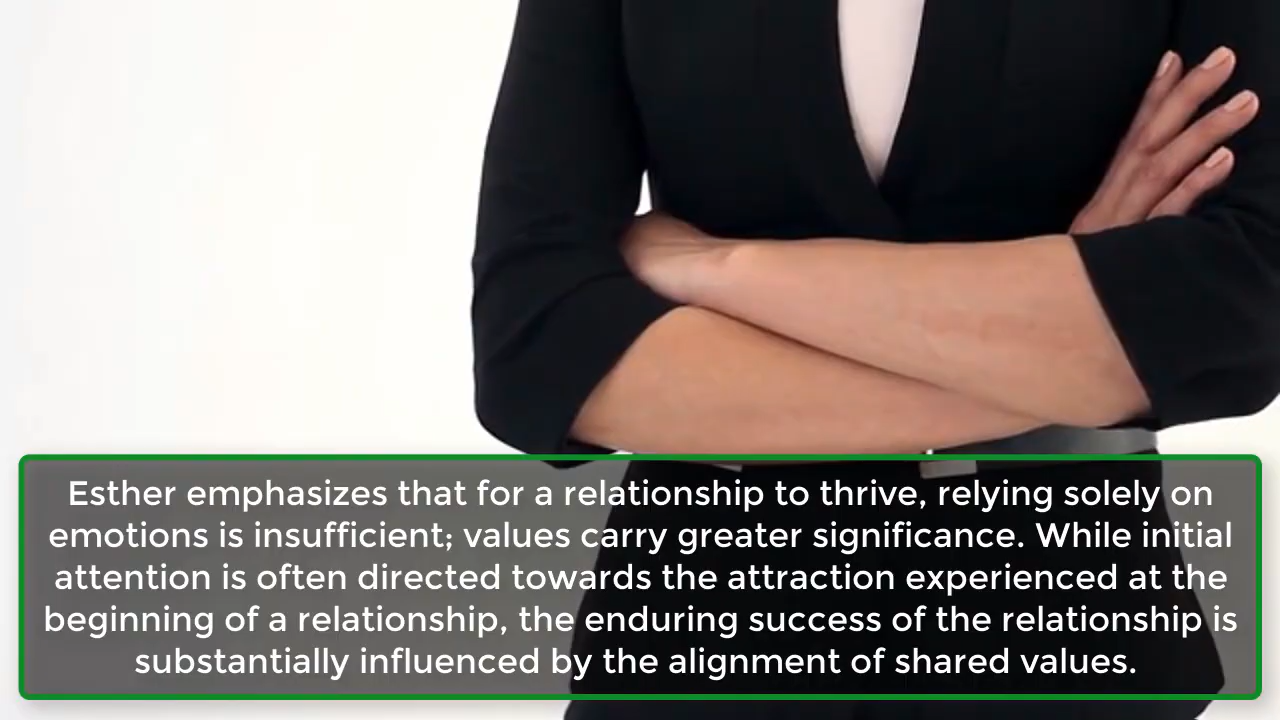 Esther emphasizes that for a relationship to thrive, relying solely on
emotions is insufficient; values carry greater significance. While initial
attention is often directed towards the attraction experienced at the
beginning of a relationship, the enduring success of the relationship is
substantially influenced by the alignment of shared values.